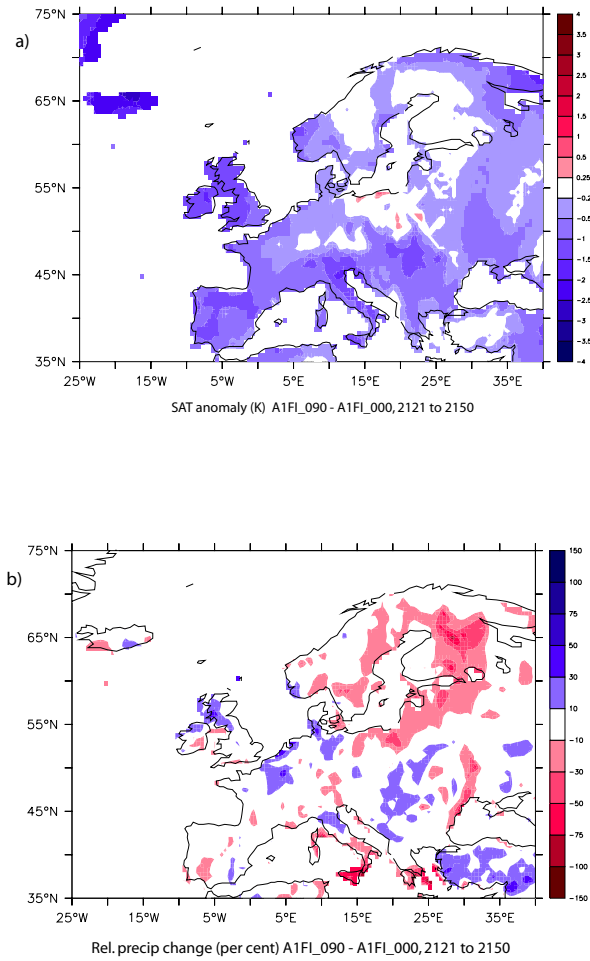 a)
75°N
65°N
55°N
45°N
35°N
25°W 15°W 5°W 5°E 15°E 25°E 35°E
4
3.5
3
2.5
2
1.5
1
0.5
0.25
−0.2
−0.5
−1
−1.5
−2
−2.5
−3
−3.5
−4
SAT anomaly (K) A1FI_090 - A1FI_000, 2121 to 2150
b)
75°N
65°N
55°N
45°N
35°N
25°W 15°W 5°W 5°E 15°E 25°E 35°E
150
100
75
50
30
10
−10
−30
−50
−75
−100
−150
Rel. precip change (per cent) A1FI_090 - A1FI_000, 2121 to 2150